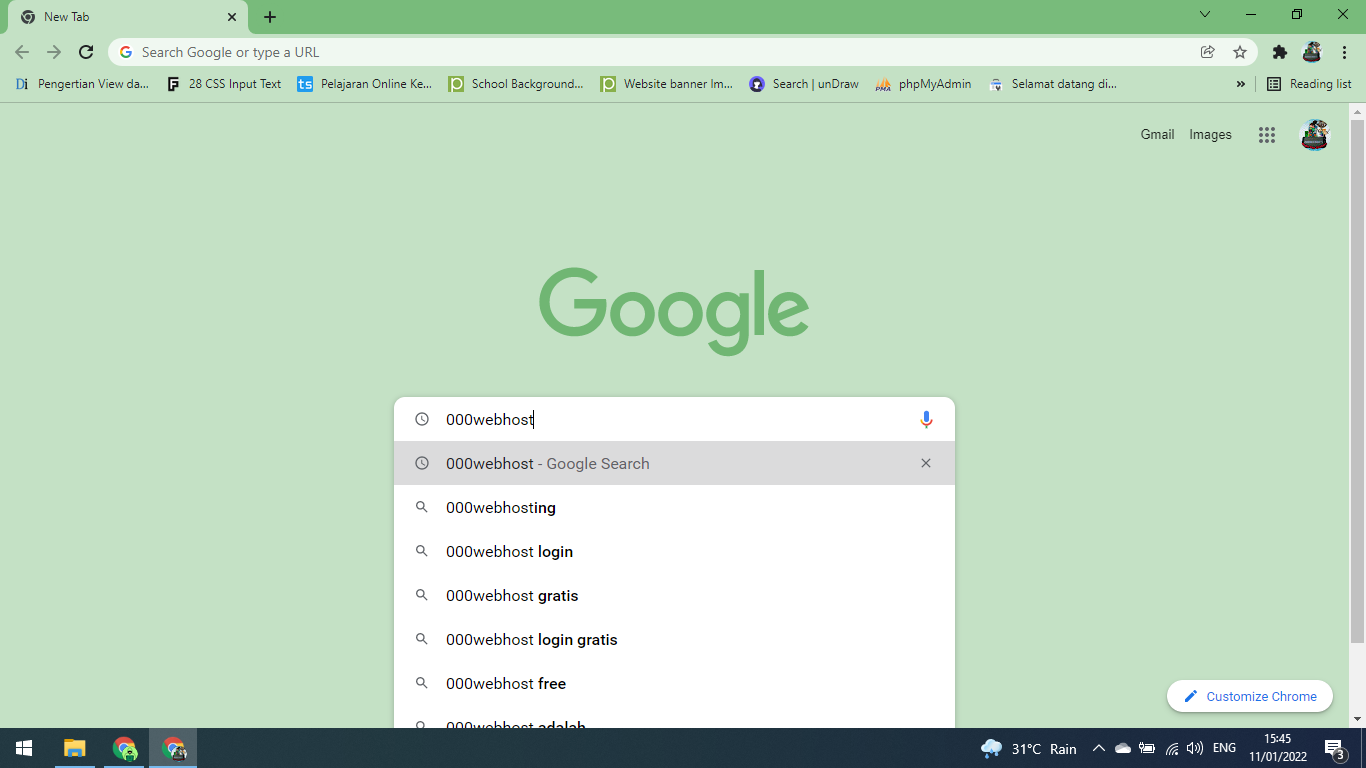 New Tab
Search Google or type a URL
Di Pengertian View da... F 28 CSS Input Text ts Pelajaran Online Ke... p School Background... p Website banner Im... Search | unDraw PMA phpMyAdmin Selamat datang di... » Reading list
Gmail Images
Google
000webhost
000webhost - Google Search
000webhosting
000webhost login
000webhost gratis
000webhost login gratis
000webhost free
000webhost adalah
Customize Chrome
31°C Rain ENG 15:45
11/01/2022 3